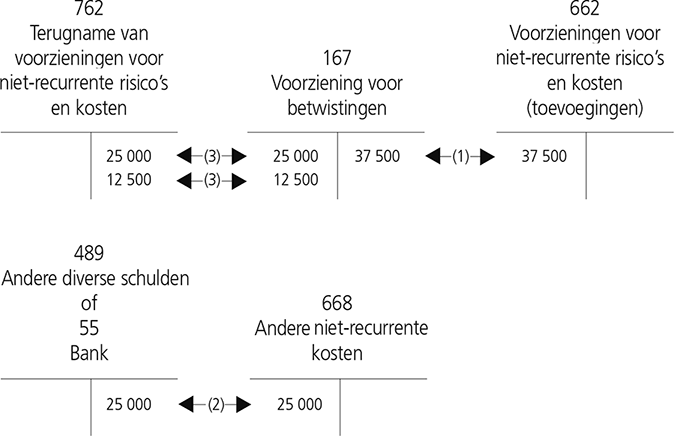 762
Terugname van
voorzieningen voor
niet-recurrente risico's
en kosten
167
Voorziening voor
betwistingen
662
Voorzieningen voor
niet-recurrente risico's
en kosten
(toevoegingen)
25 000 (3) 25 000 37 500 (1) 37 500
12 500 (3) 12 500
489
Andere diverse schulden
of
55
Bank
668
Andere niet-recurrente
kosten
25 000 (2) 25 000